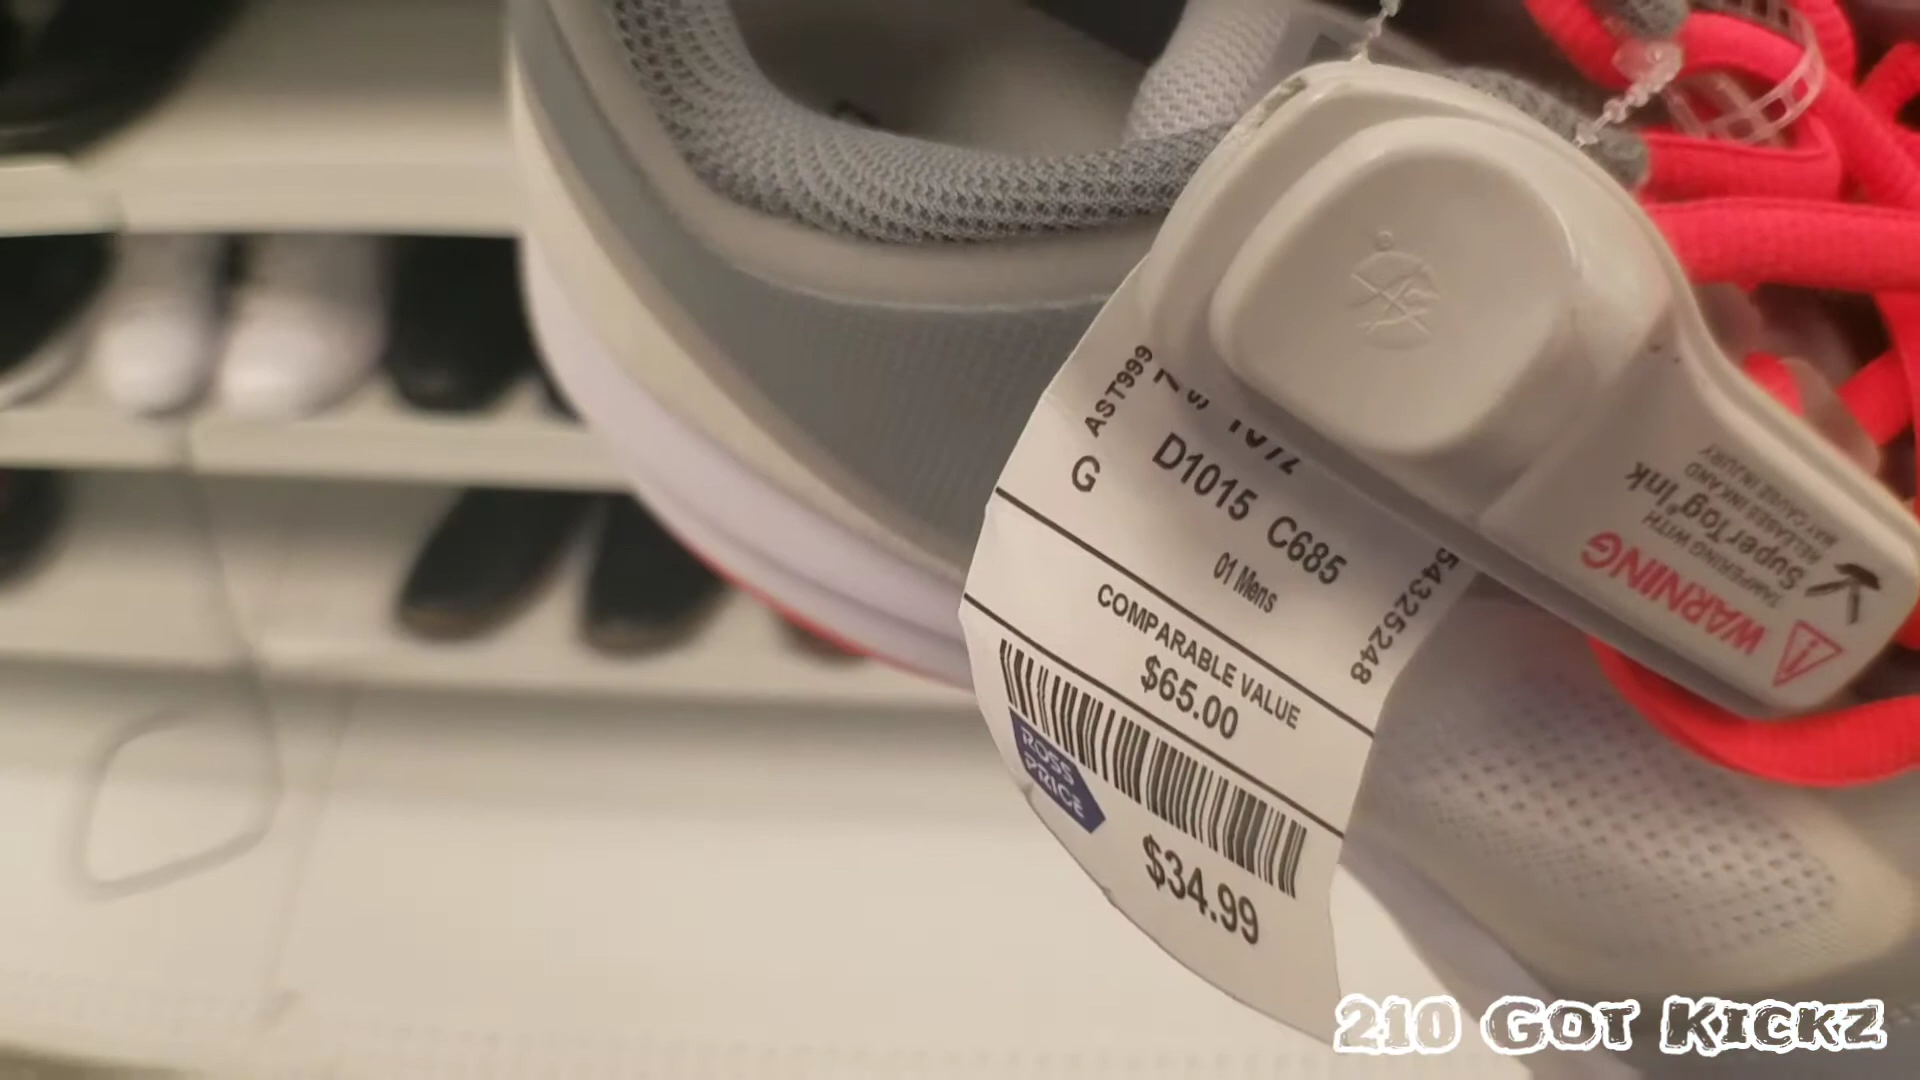 AST999
G
D1015 C685
01 Mens
54325248
COMPARABLE VALUE
$65.00
ROSS
PRICE
$34.99
WARNING
TAMPERING WITH
SuperTag Ink
RELEASES INK AND
MAY CAUSE INJURY
210 Got Kickz